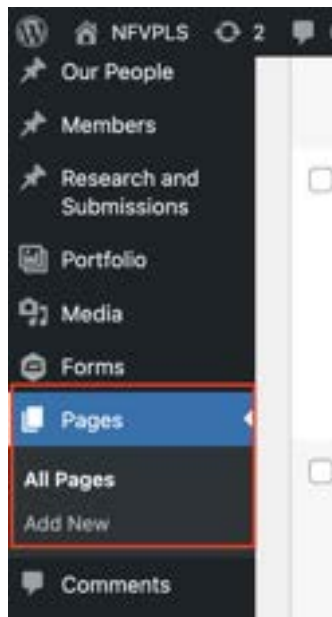 NFVPLS 2
Our People
Members
Research and
Submissions
Portfolio
Media
Forms
Pages
All Pages
Add New
Comments